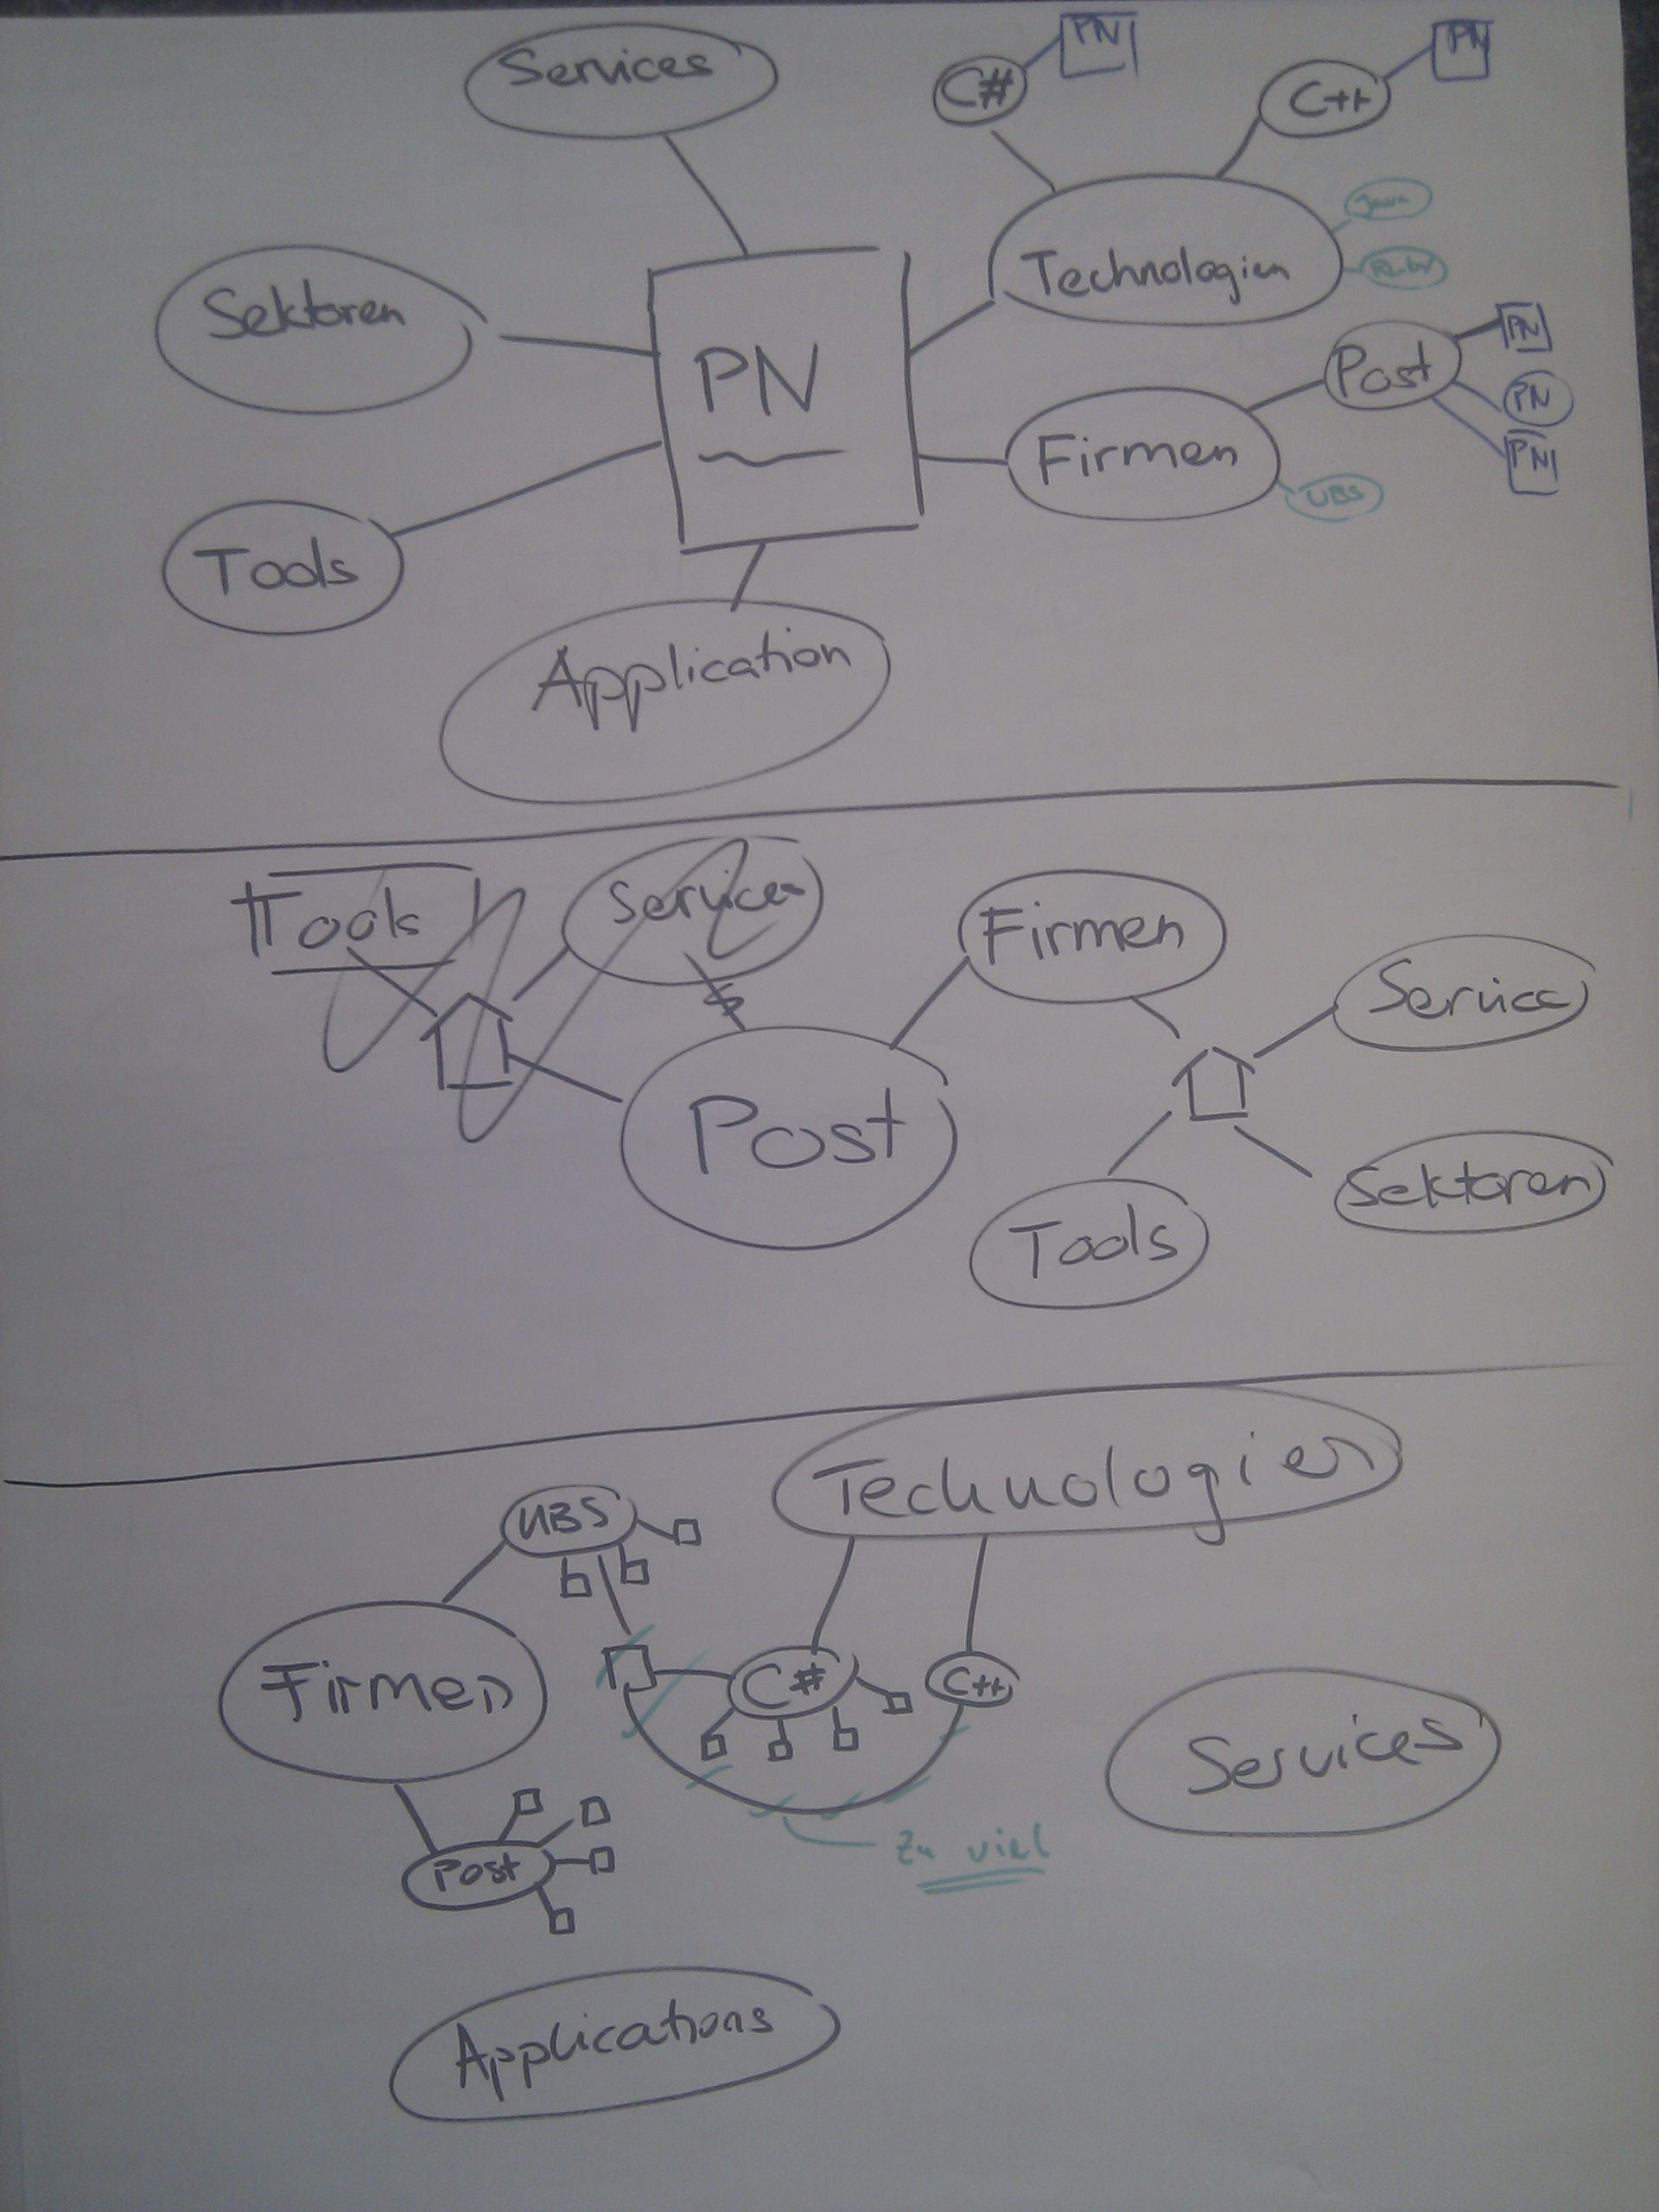 Services
C#
PN
C++
PN
Java
Technologien
Ruby
Sektoren
PN
Post
PN
PN
PN
Firmen
UBS
Tools
Application
Tools
Services
Firmen
Service
Post
Sektoren
Tools
Technologien
UBS
Firmen
C#
C++
Services
Zu viel
Post
Applications